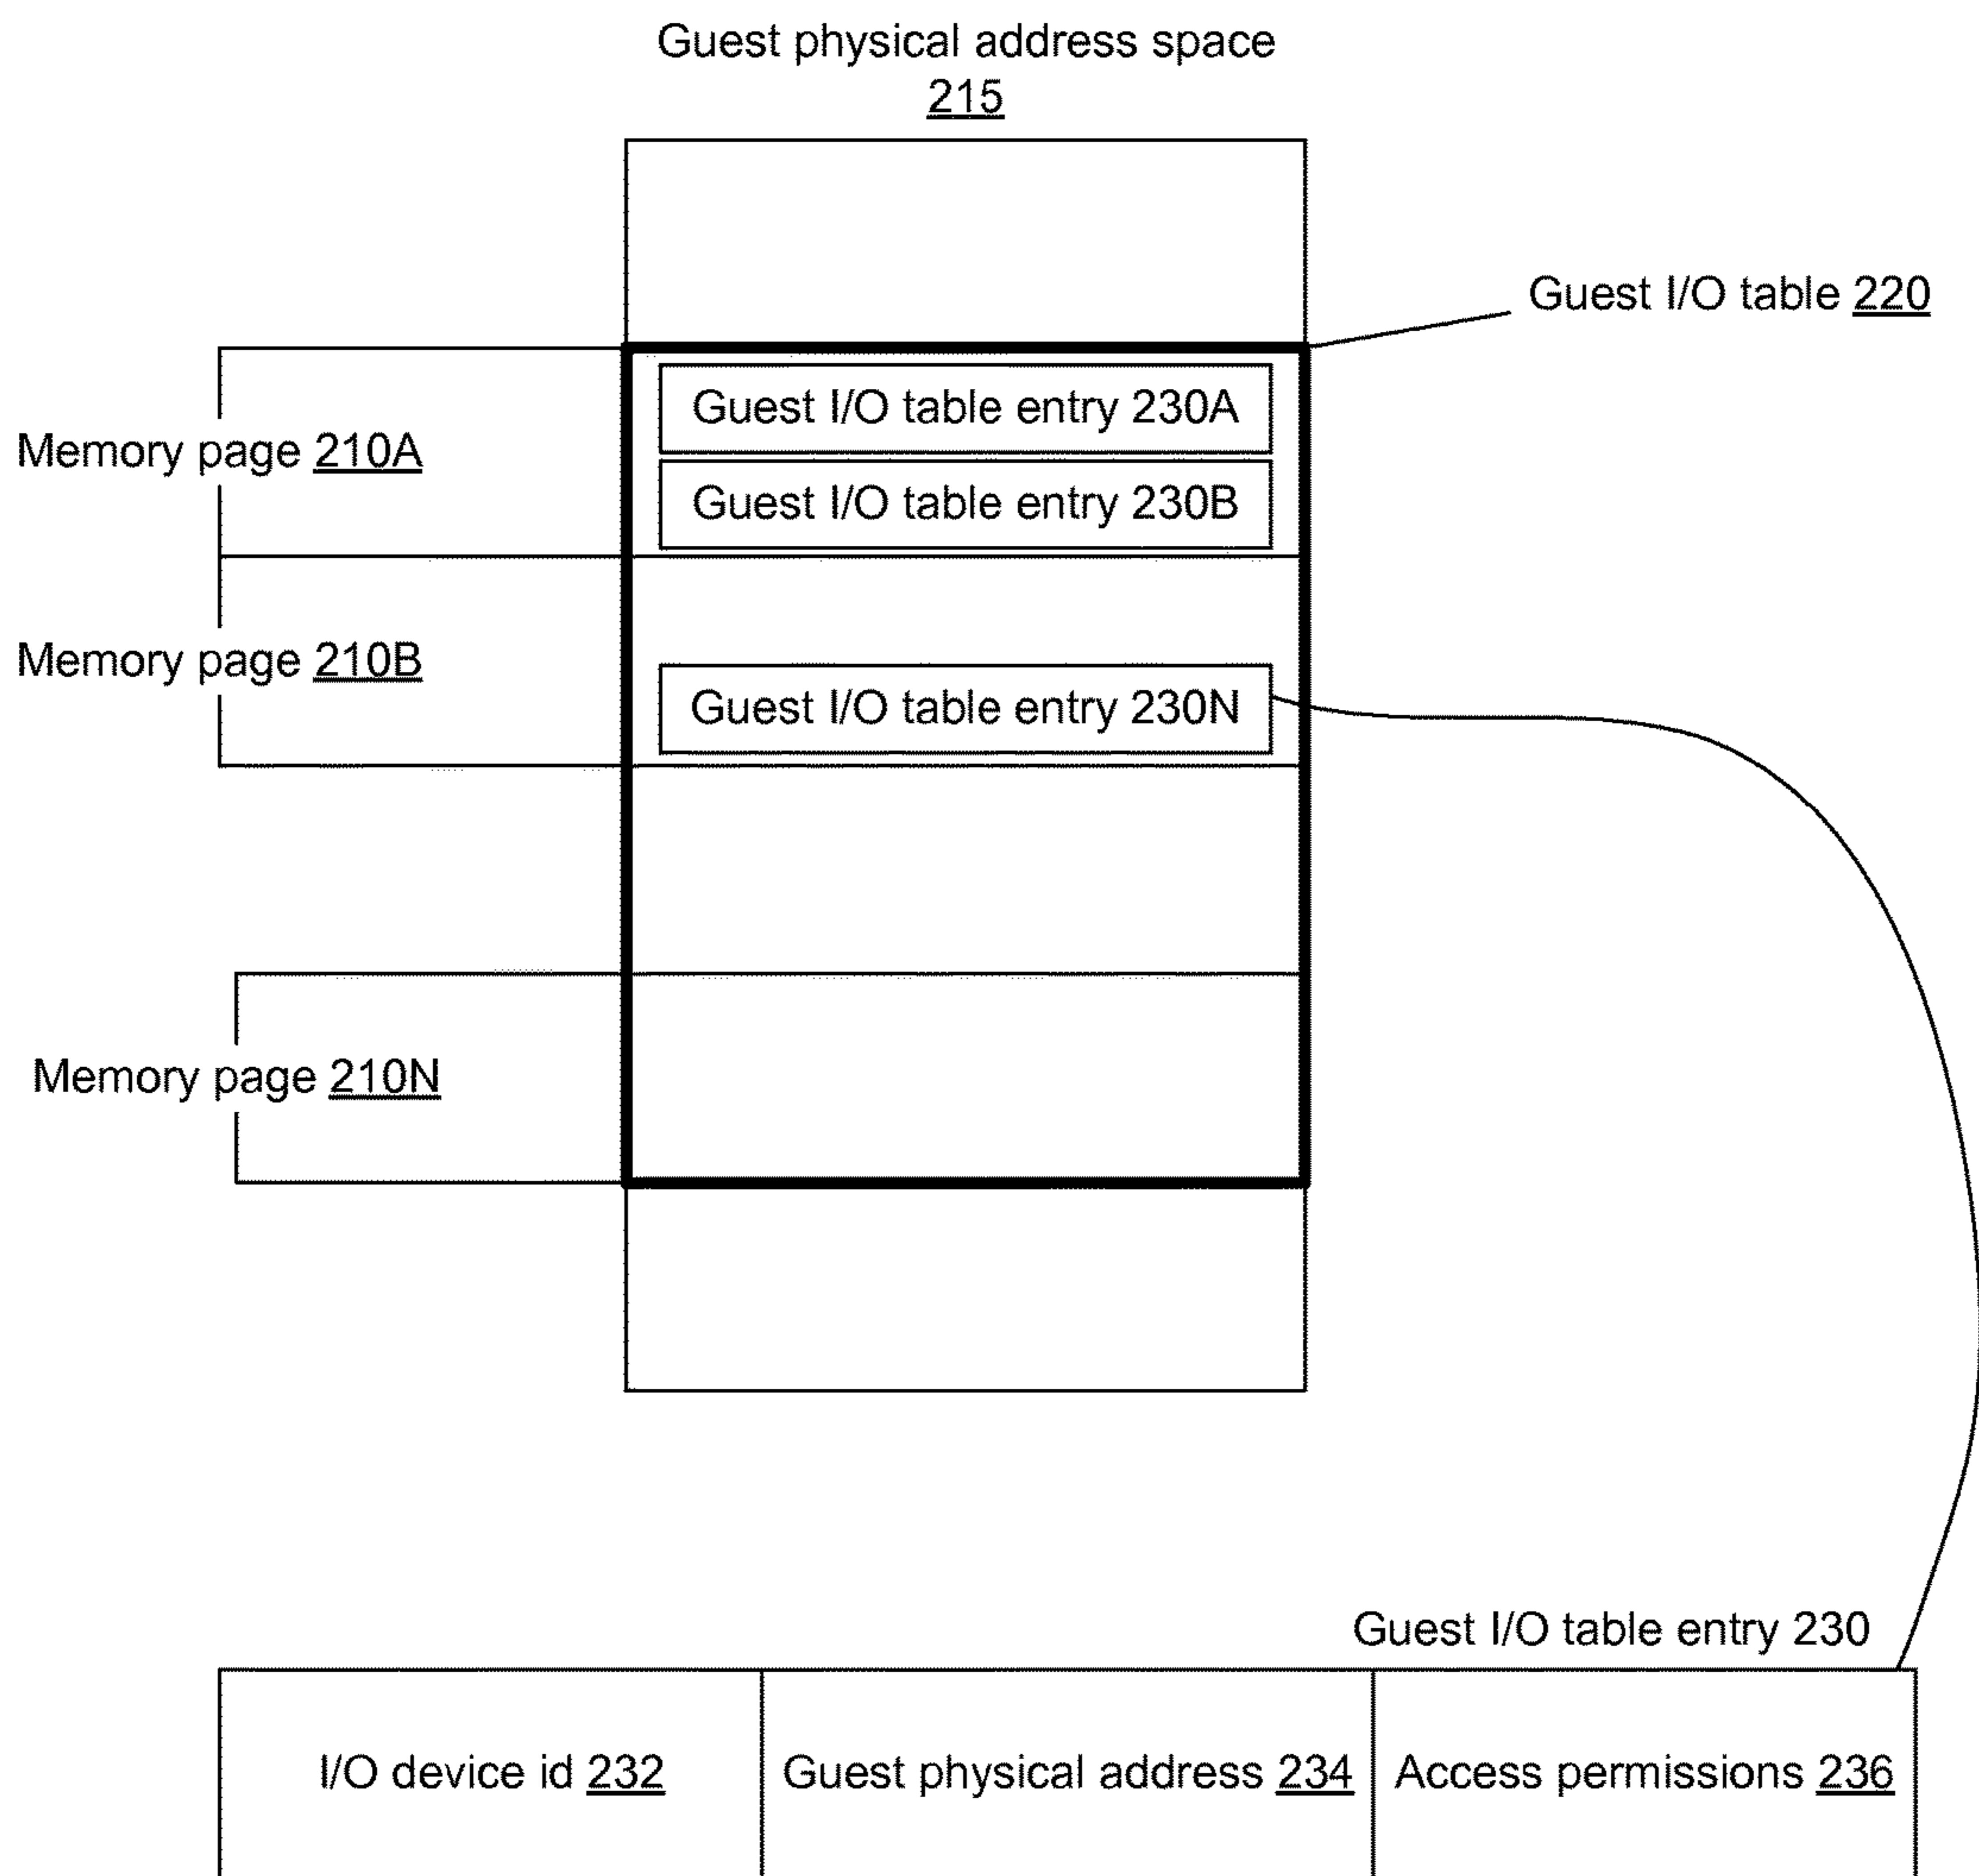 Guest physical address space
215
Guest I/O table 220
Guest I/O table entry 230A
Memory page 210A
Guest I/O table entry 230B
Memory page 210B
Guest I/O table entry 230N
Memory page 210N
Guest I/O table entry 230
I/O device id 232
Guest physical address 234
Access permissions 236